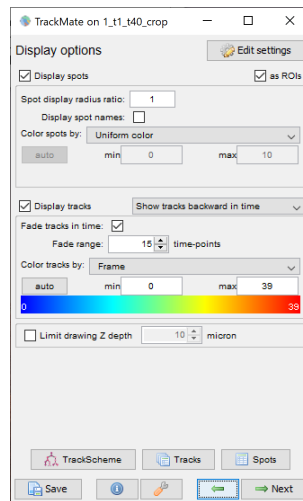 TrackMate on 1_t1_t40_crop
Display options
Edit settings
Display spots
as ROIs
Spot display radius ratio: 1
Display spot names:
Color spots by: Uniform color
auto min 0 max 10
Display tracks Show tracks backward in time
Fade tracks in time:
Fade range: 15 time-points
Color tracks by: Frame
auto min 0 max 39
0 39
Limit drawing Z depth 10 micron
TrackScheme Tracks Spots
Save Next